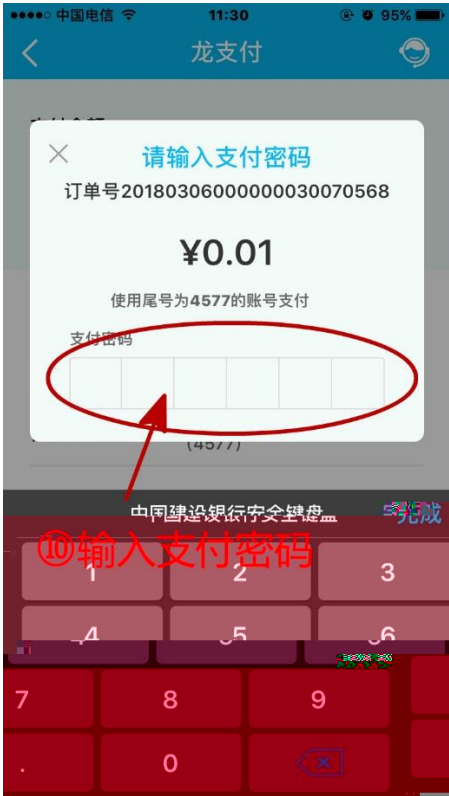 中国电信 11:30 95%
龙支付
请输入支付密码
订单号20180306000000030070568
¥0.01
使用尾号为4577的账号支付
支付密码
(4577)
中国建设银行安全键盘 完成
⑩输入支付密码
1 2 3
4 5 6
7 8 9
. 0